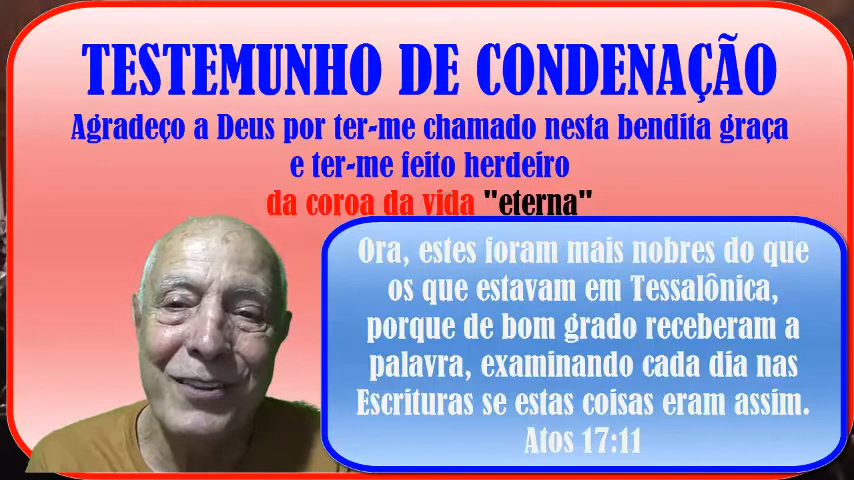 TESTEMUNHO DE CONDENAÇÃO
Agradeço a Deus por ter-me chamado nesta bendita graça
e ter-me feito herdeiro
da coroa da vida "eterna"
Ora, estes foram mais nobres do que
os que estavam em Tessalônica,
porque de bom grado receberam a
palavra, examinando cada dia nas
Escrituras se estas coisas eram assim.
Atos 17:11